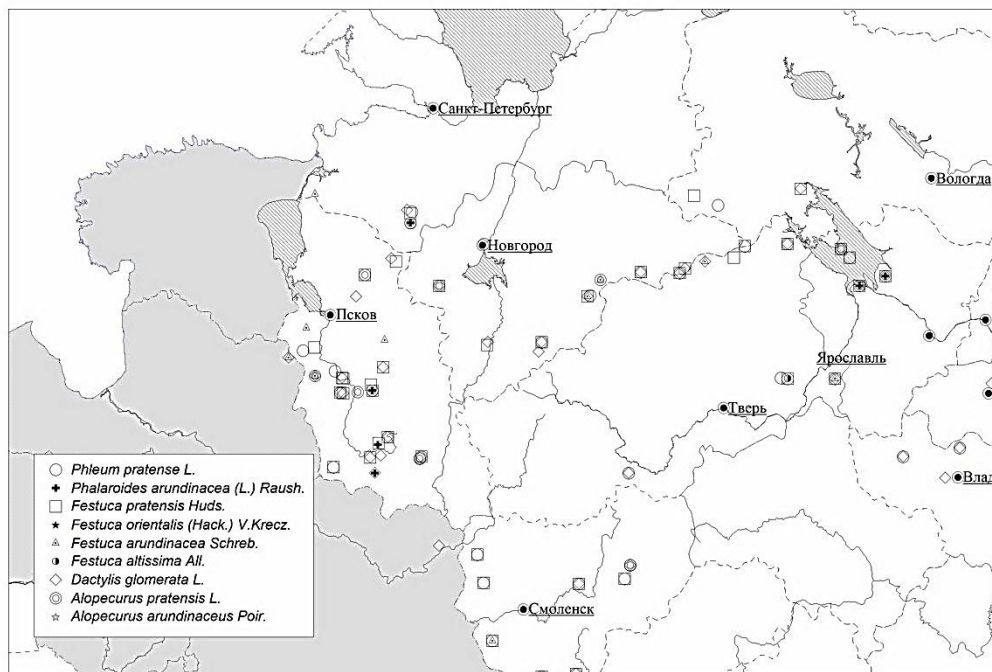 Санкт-Петербург
Вологда
Новгород
Псков
Ярославль
Тверь
Влад
Смоленск
Phleum pratense L.
Phalaroides arundinacea (L.) Raush.
Festuca pratensis Huds.
Festuca orientalis (Hack.) V.Krecz.
Festuca arundinacea Schreb.
Festuca altissima All.
Dactylis glomerata L.
Alopecurus pratensis L.
Alopecurus arundinaceus Poir.